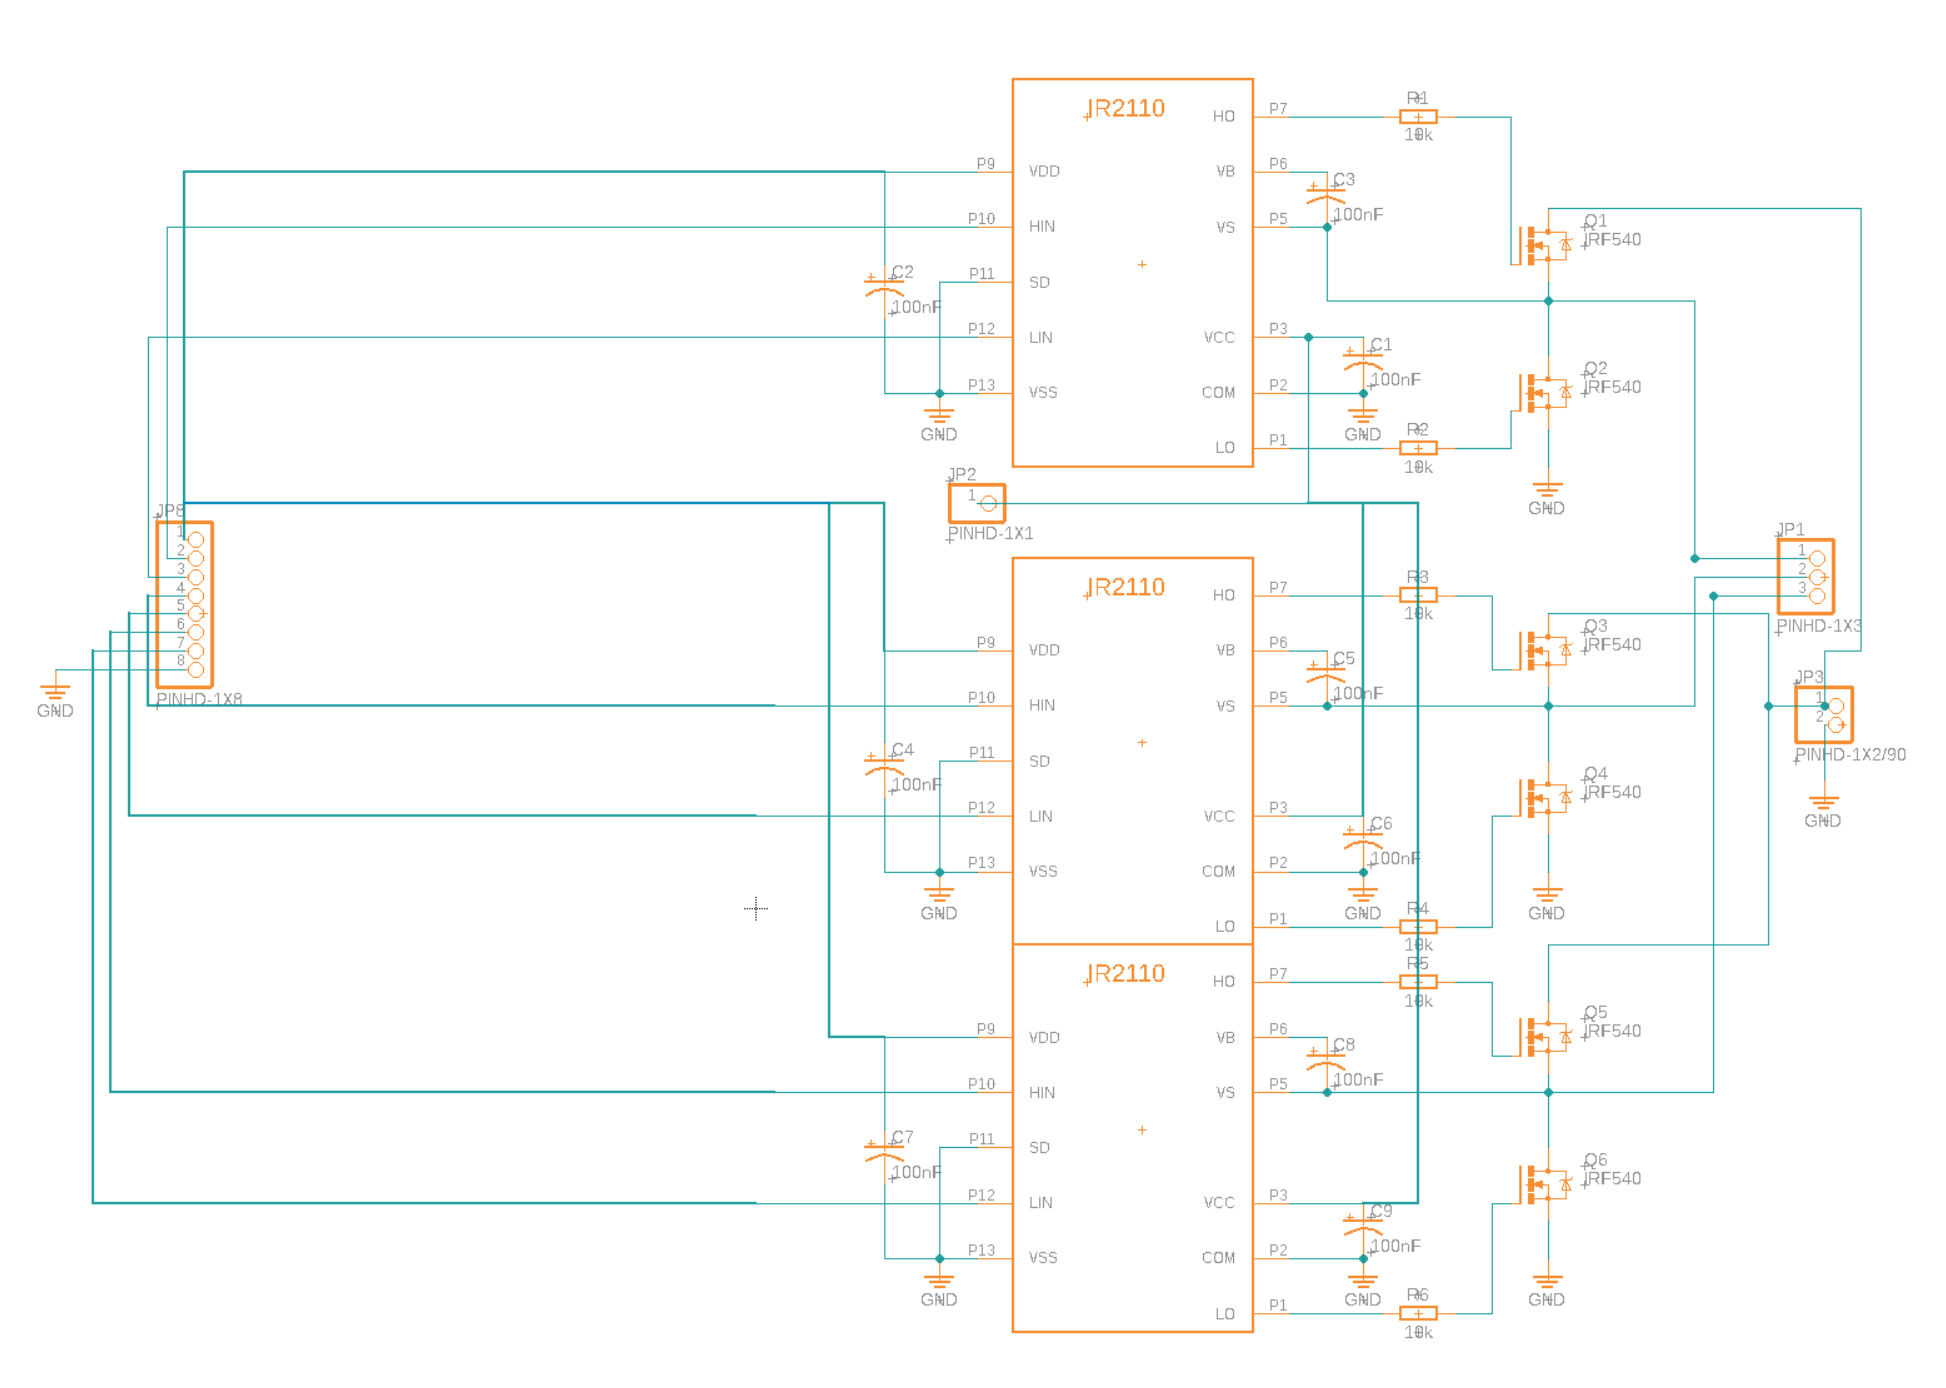 IR2110
P9 VDD
P10 HIN
P11 SD
P12 LIN
P13 VSS
HO P7
VB P6
VS P5
VCC P3
COM P2
LO P1
R1
10k
C3
100nF
C2
100nF
C1
100nF
R2
10k
GND
GND
Q1
IRF540
Q2
IRF540
GND
JP2
1
PINHD-1X1
JP8
1
2
3
4
5
6
7
8
PINHD-1X8
GND
IR2110
P9 VDD
P10 HIN
P11 SD
P12 LIN
P13 VSS
HO P7
VB P6
VS P5
VCC P3
COM P2
LO P1
R3
10k
C5
100nF
C4
100nF
C6
100nF
R4
10k
GND
GND
Q3
IRF540
Q4
IRF540
GND
JP1
1
2
3
PINHD-1X3
JP3
1
2
PINHD-1X2/90
GND
IR2110
P9 VDD
P10 HIN
P11 SD
P12 LIN
P13 VSS
HO P7
VB P6
VS P5
VCC P3
COM P2
LO P1
R5
10k
C8
100nF
C7
100nF
C9
100nF
R6
10k
GND
GND
Q5
IRF540
Q6
IRF540
GND